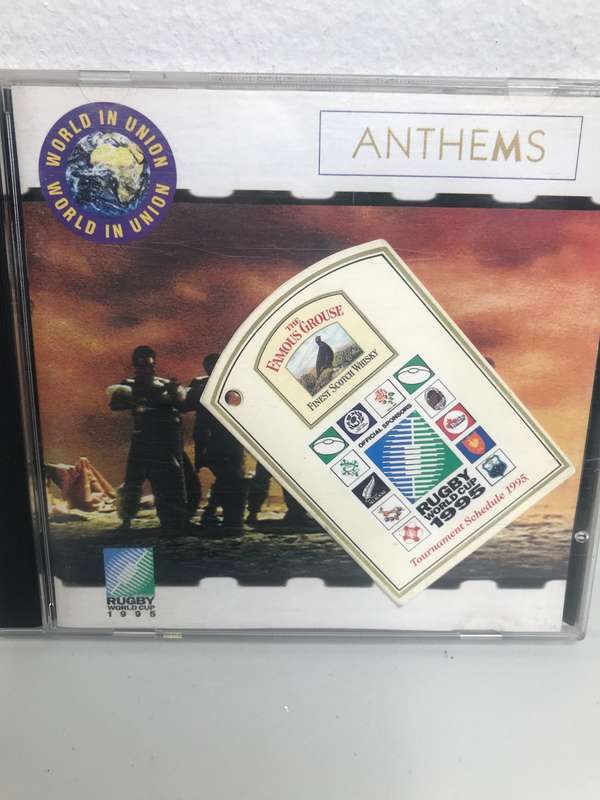 WORLD IN UNION
WORLD IN UNION
ANTHEMS
THE
FAMOUS GROUSE
FINEST SCOTCH WHISKY
OFFICIAL SPONSORS
RUGBY
WORLD CUP
1995
Tournament Schedule 1995.
RUGBY
WORLD CUP
1995